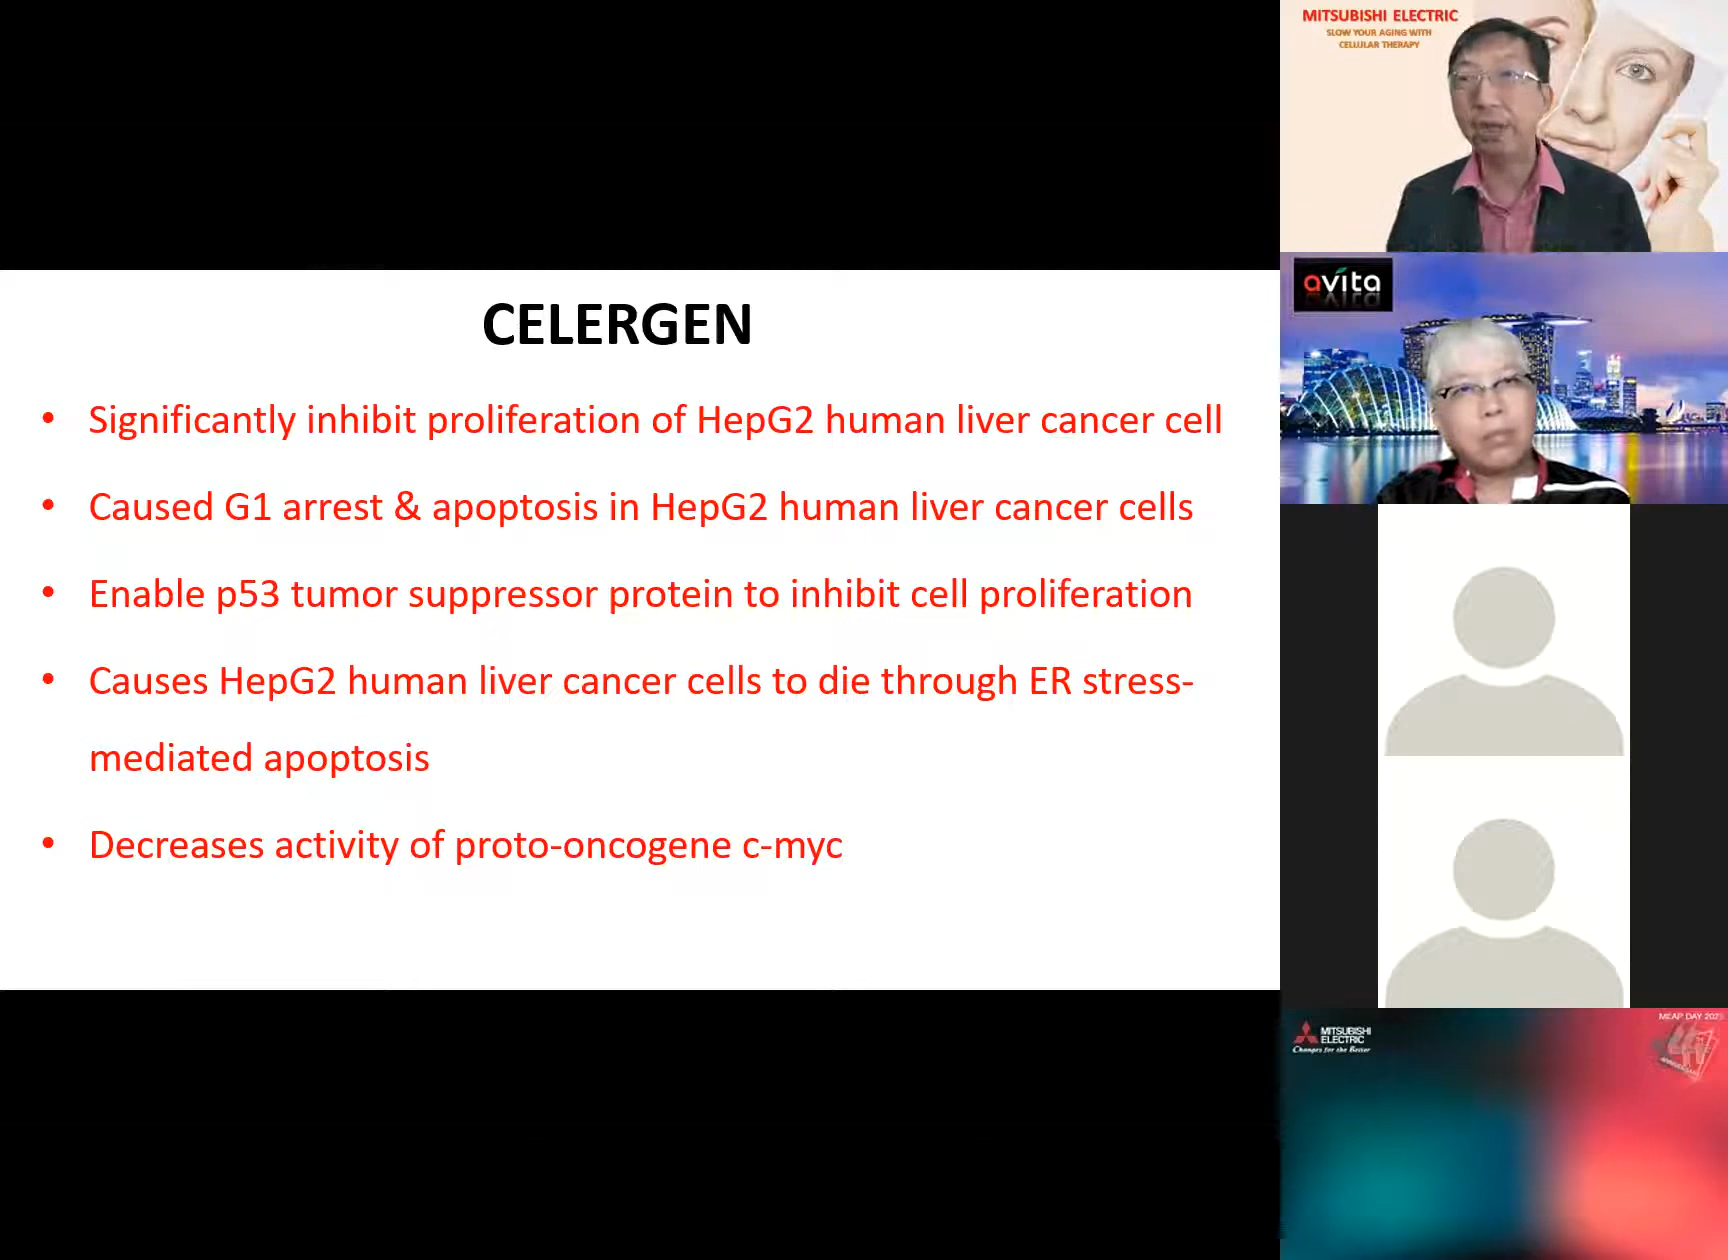 CELERGEN
• Significantly inhibit proliferation of HepG2 human liver cancer cell
• Caused G1 arrest & apoptosis in HepG2 human liver cancer cells
• Enable p53 tumor suppressor protein to inhibit cell proliferation
• Causes HepG2 human liver cancer cells to die through ER stress-
mediated apoptosis
• Decreases activity of proto-oncogene c-myc
MITSUBISHI ELECTRIC
SLOW YOUR AGING WITH
CELLULAR THERAPY
avita
MITSUBISHI
ELECTRIC
Changes for the Better
MEAP DAY